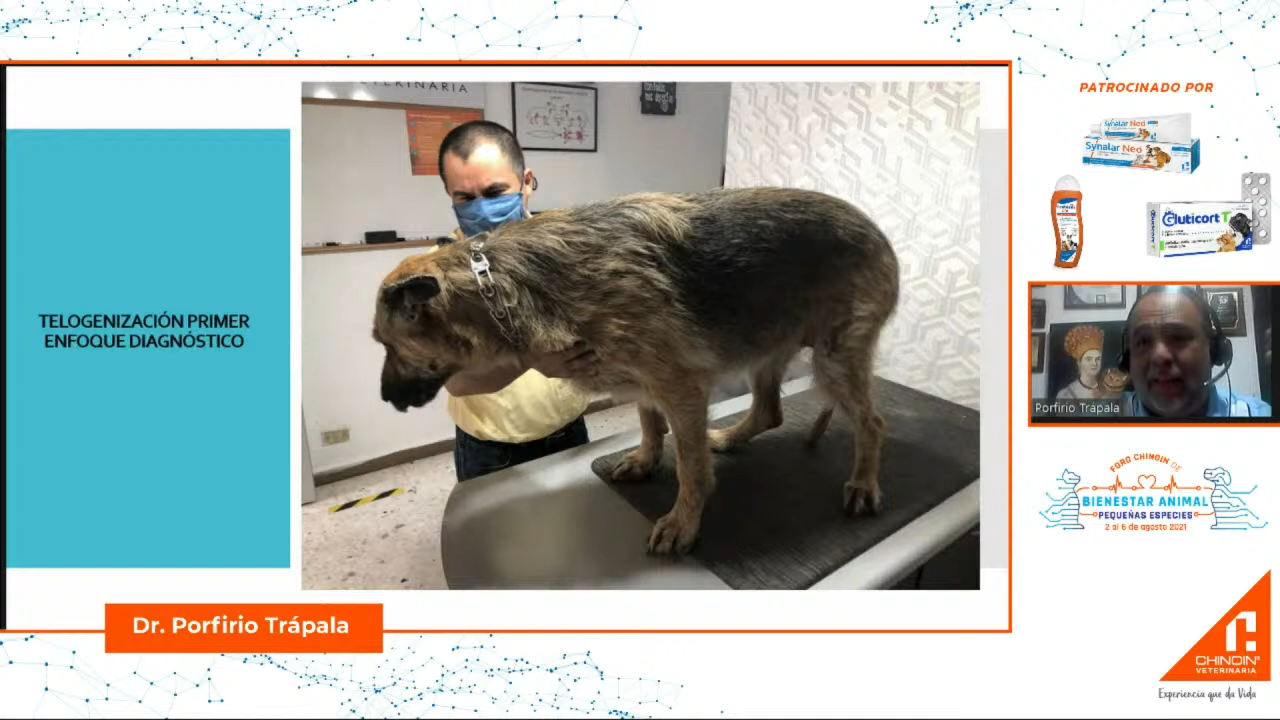 TELOGENIZACIÓN PRIMER
ENFOQUE DIAGNÓSTICO
Dr. Porfirio Trápala
PATROCINADO POR
Synalar Neo
Synalar Neo
Gluticort T
Porfirio Trápala
FORO CHINOIN DE
BIENESTAR ANIMAL
PEQUEÑAS ESPECIES
2 al 6 de agosto 2021
CHINOIN®
VETERINARIA
Experiencia que da Vida